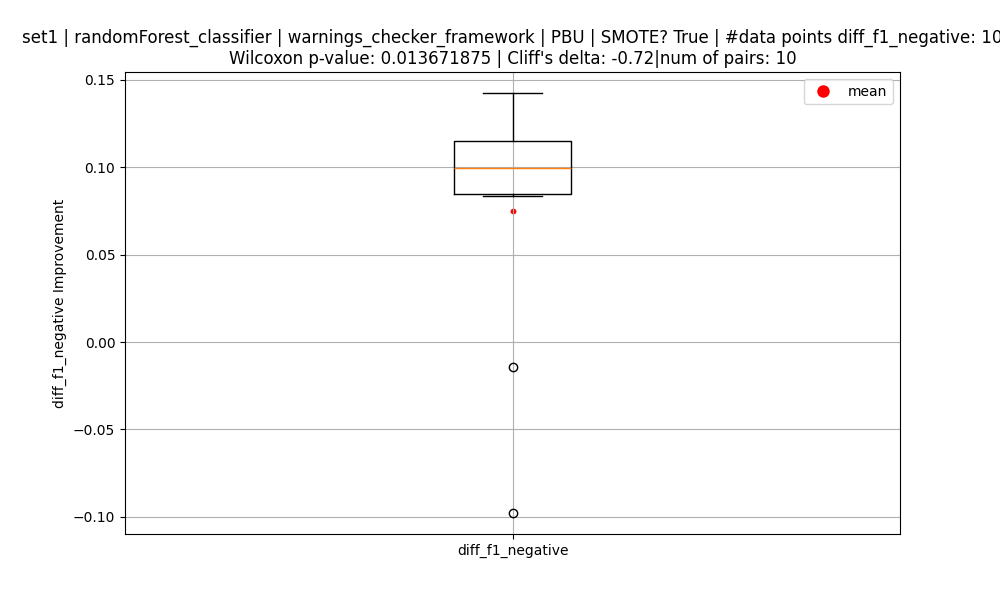 set1 | randomForest_classifier | warnings_checker_framework | PBU | SMOTE? True | #data points diff_f1_negative: 10
Wilcoxon p-value: 0.013671875 | Cliff's delta: -0.72|num of pairs: 10
mean
0.15
0.10
0.05
0.00
−0.05
−0.10
diff_f1_negative Improvement
diff_f1_negative